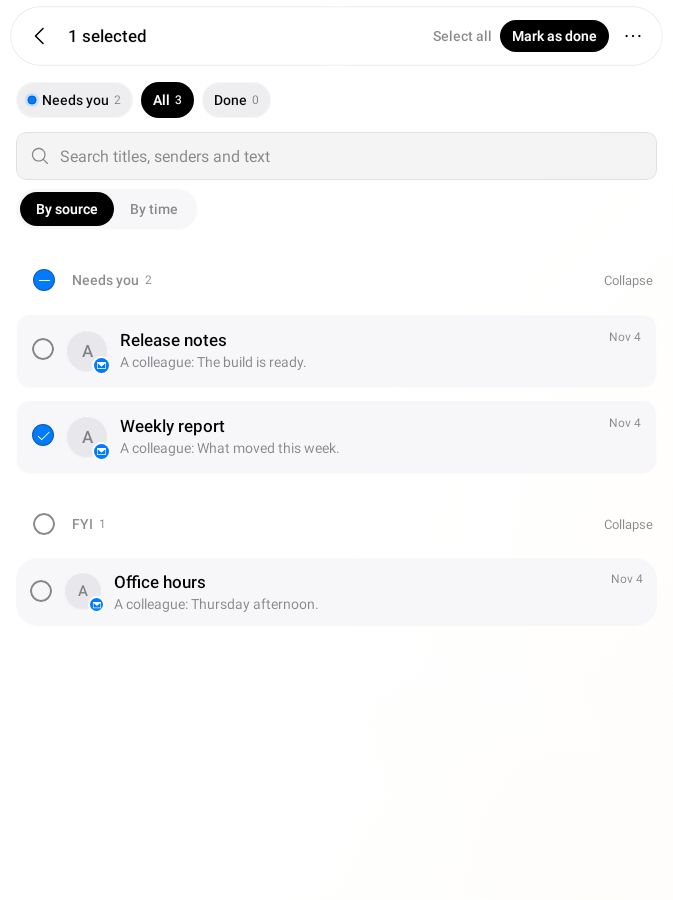 1 selected Select all Mark as done
Needs you 2 All 3 Done 0
Search titles, senders and text
By source By time
Needs you 2 Collapse
A Release notes Nov 4
A colleague: The build is ready.
A Weekly report Nov 4
A colleague: What moved this week.
FYI 1 Collapse
A Office hours Nov 4
A colleague: Thursday afternoon.